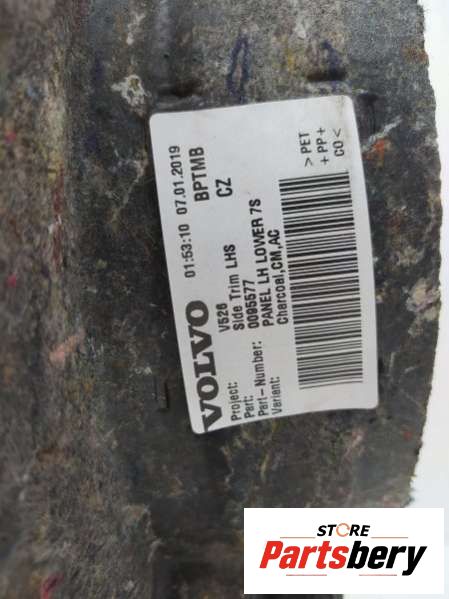 VOLVO
01:53:10 07.01.2019
BPTMB
CZ
Project: V526
Part: Side Trim LHS
Part-Number: 0095577
PANEL LH LOWER 7S
Variant: Charcoal,CM,AC
> PET
+ PP+
CO <
STORE
Partsbery